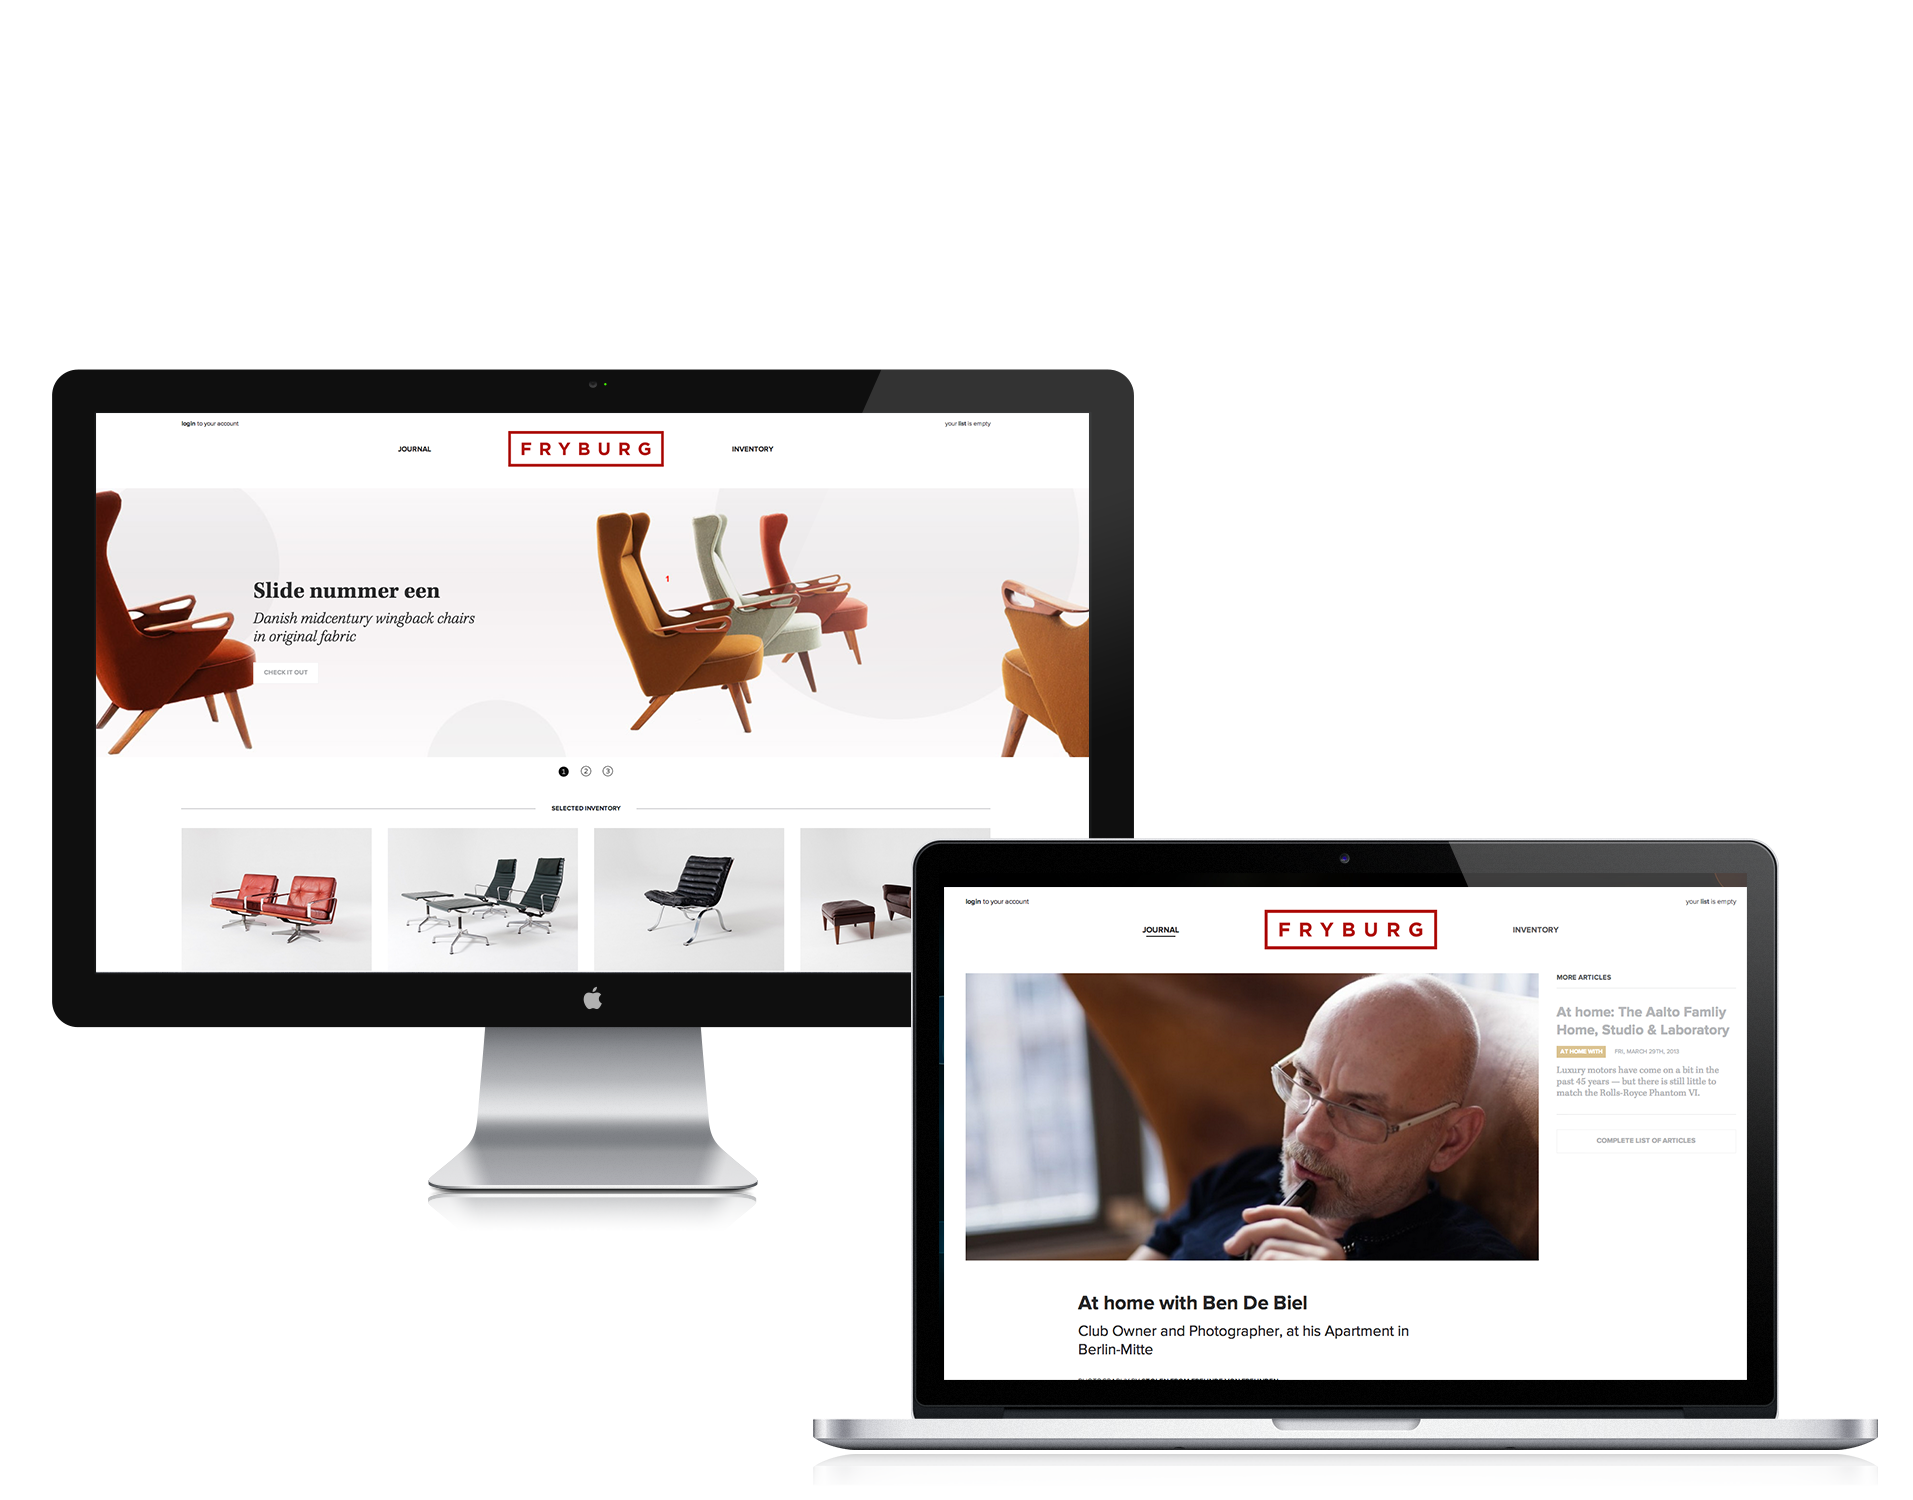 login to your account
your list is empty
JOURNAL
FRYBURG
INVENTORY
Slide nummer een
Danish midcentury wingback chairs
in original fabric
CHECK IT OUT
1
1 2 3
SELECTED INVENTORY
login to your account
your list is empty
JOURNAL
FRYBURG
INVENTORY
MORE ARTICLES
At home: The Aalto Famliy
Home, Studio & Laboratory
AT HOME WITH FRI, MARCH 29TH, 2013
Luxury motors have come on a bit in the
past 45 years — but there is still little to
match the Rolls-Royce Phantom VI.
COMPLETE LIST OF ARTICLES
At home with Ben De Biel
Club Owner and Photographer, at his Apartment in
Berlin-Mitte